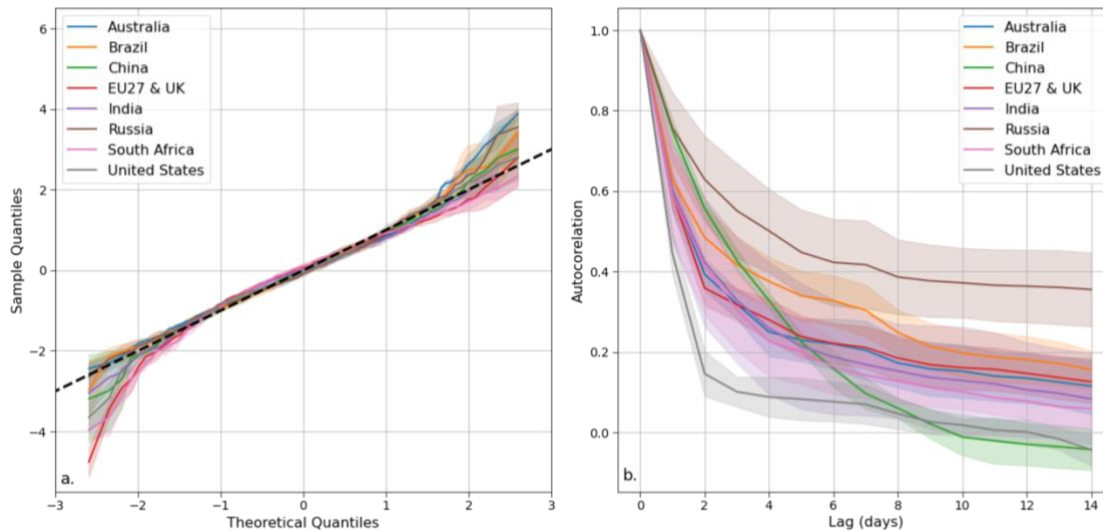 6
4
2
0
−2
−4
−3
−2
−1
0
1
2
3
Sample Quantiles
Theoretical Quantiles
Australia
Brazil
China
EU27 & UK
India
Russia
South Africa
United States
a.
1.0
0.8
0.6
0.4
0.2
0.0
0
2
4
6
8
10
12
14
Autocorelation
Lag (days)
Australia
Brazil
China
EU27 & UK
India
Russia
South Africa
United States
b.